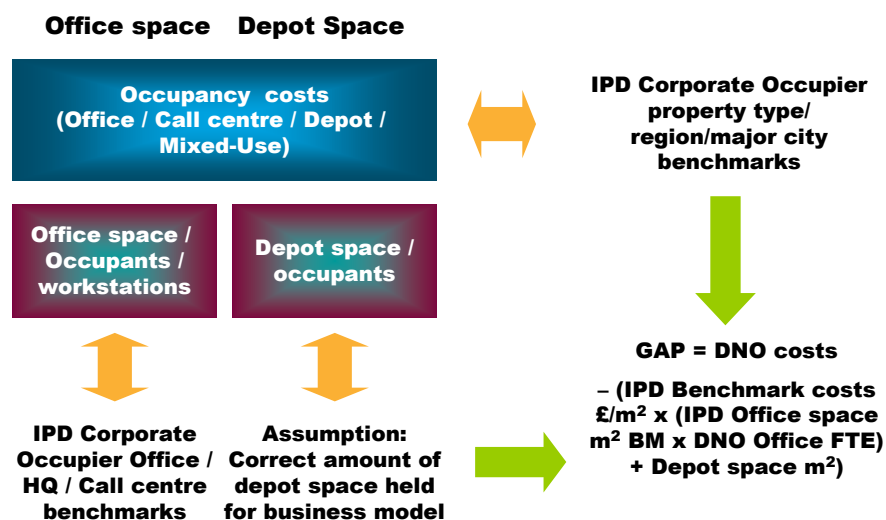 Office space
Depot Space
Occupancy costs
(Office / Call centre / Depot /
Mixed-Use)
IPD Corporate Occupier
property type/
region/major city
benchmarks
Office space /
Occupants /
workstations
Depot space /
occupants
GAP = DNO costs
– (IPD Benchmark costs
£/m² x (IPD Office space
m² BM x DNO Office FTE)
+ Depot space m²)
IPD Corporate
Occupier Office /
HQ / Call centre
benchmarks
Assumption:
Correct amount of
depot space held
for business model